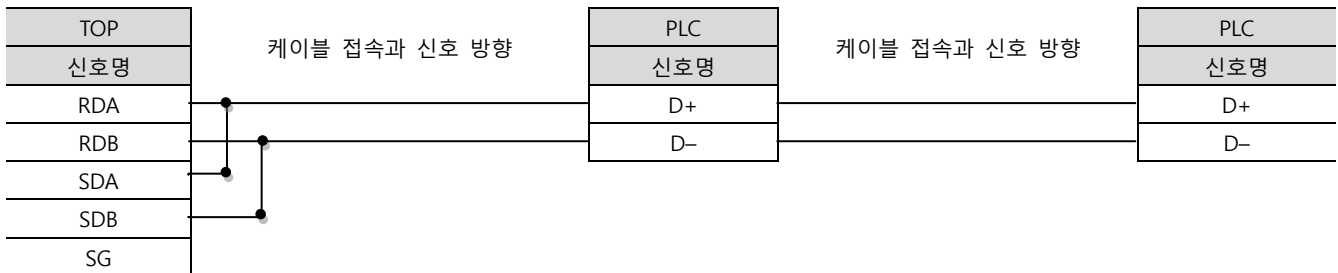 TOP
케이블 접속과 신호 방향
PLC
케이블 접속과 신호 방향
PLC
신호명
신호명
신호명
RDA
D+
D+
RDB
D–
D–
SDA
SDB
SG